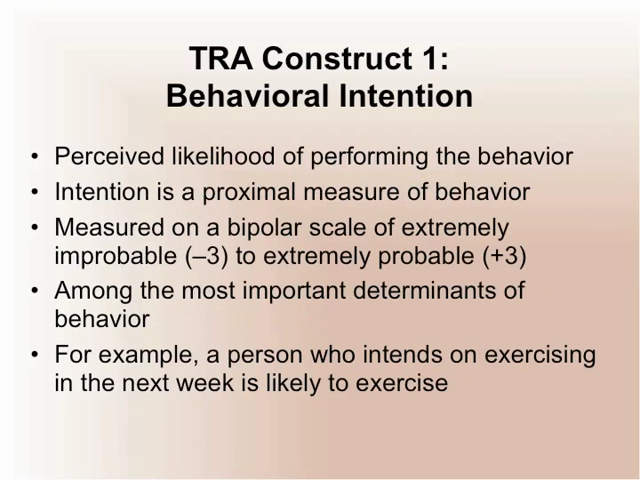 TRA Construct 1:
Behavioral Intention
• Perceived likelihood of performing the behavior
• Intention is a proximal measure of behavior
• Measured on a bipolar scale of extremely
improbable (–3) to extremely probable (+3)
• Among the most important determinants of
behavior
• For example, a person who intends on exercising
in the next week is likely to exercise